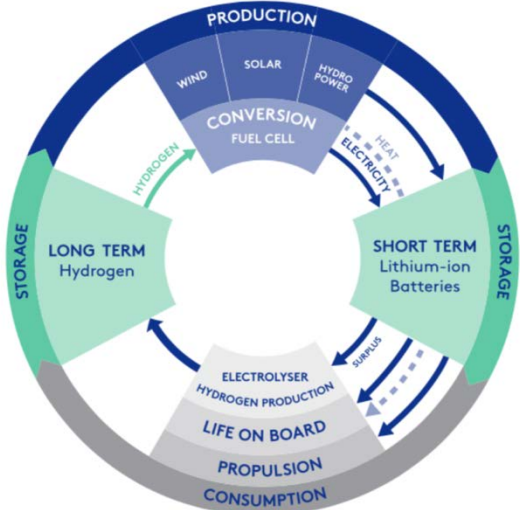 PRODUCTION
WIND
SOLAR
HYDRO
POWER
CONVERSION
FUEL CELL
HYDROGEN
HEAT
ELECTRICITY
STORAGE
LONG TERM
Hydrogen
SHORT TERM
Lithium-ion
Batteries
STORAGE
SURPLUS
ELECTROLYSER
HYDROGEN PRODUCTION
LIFE ON BOARD
PROPULSION
CONSUMPTION